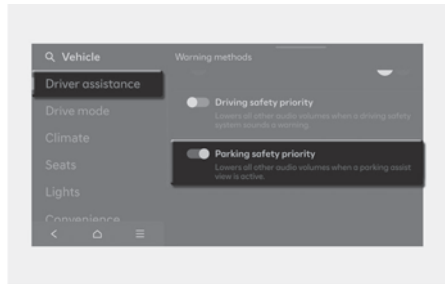 Vehicle
Warning methods
Driver assistance
Drive mode
Climate
Seats
Lights
Convenience
Driving safety priority
Lowers all other audio volumes when a driving safety
system sounds a warning.
Parking safety priority
Lowers all other audio volumes when a parking assist
view is active.